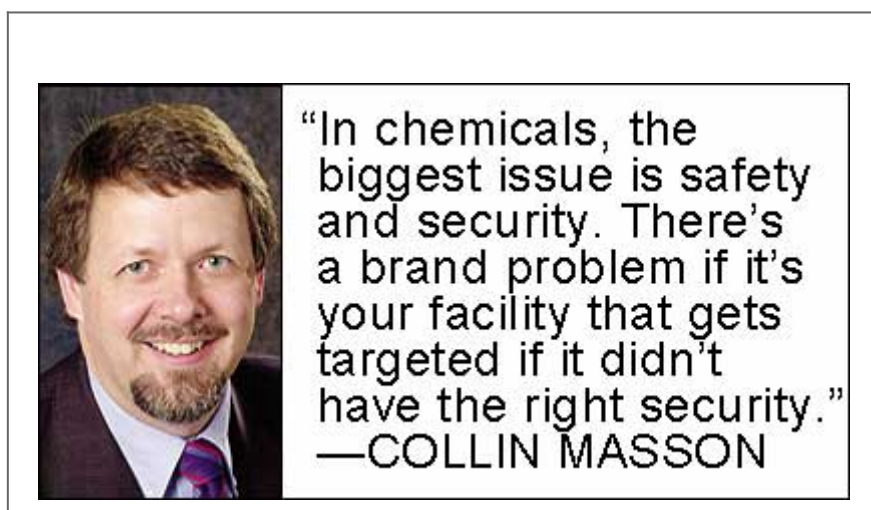 “In chemicals, the
biggest issue is safety
and security. There’s
a brand problem if it’s
your facility that gets
targeted if it didn’t
have the right security.”
—COLLIN MASSON